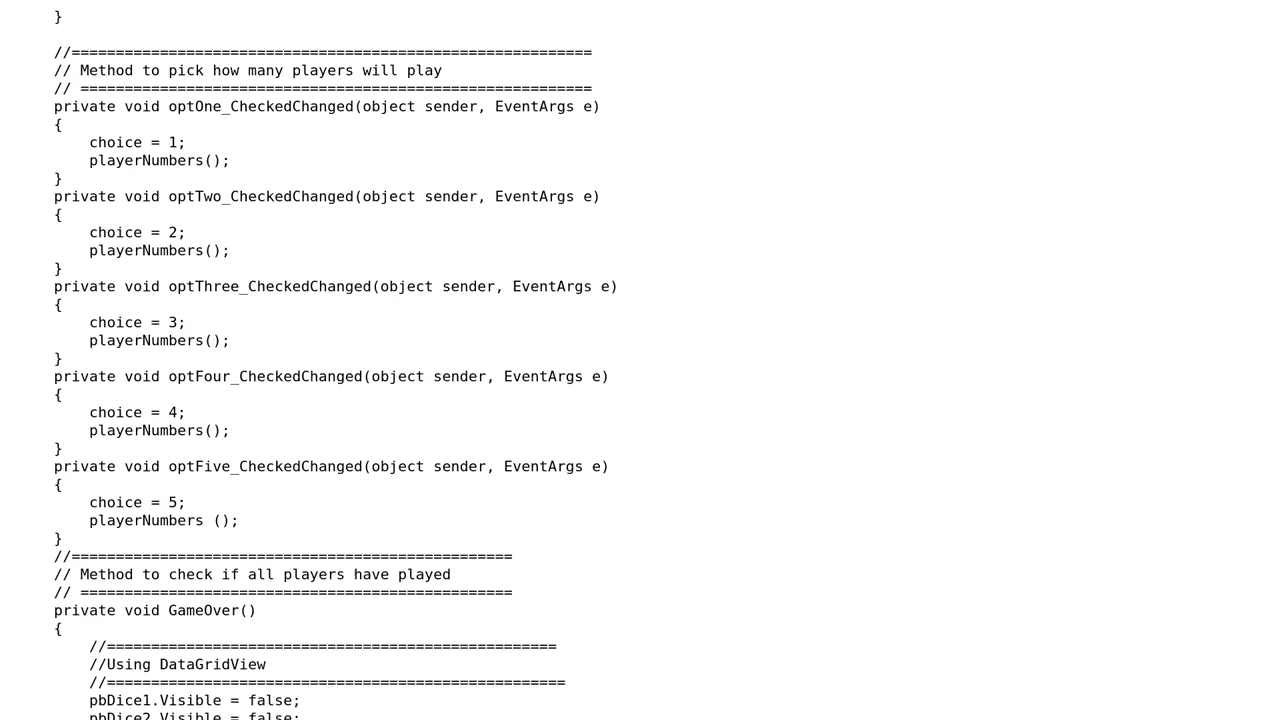 }
//===========================================================
// Method to pick how many players will play
// ==========================================================
private void optOne_CheckedChanged(object sender, EventArgs e)
{
choice = 1;
playerNumbers();
}
private void optTwo_CheckedChanged(object sender, EventArgs e)
{
choice = 2;
playerNumbers();
}
private void optThree_CheckedChanged(object sender, EventArgs e)
{
choice = 3;
playerNumbers();
}
private void optFour_CheckedChanged(object sender, EventArgs e)
{
choice = 4;
playerNumbers();
}
private void optFive_CheckedChanged(object sender, EventArgs e)
{
choice = 5;
playerNumbers ();
}
//==================================================
// Method to check if all players have played
// =================================================
private void GameOver()
{
//===================================================
//Using DataGridView
//====================================================
pbDice1.Visible = false;
pbDice2.Visible = false;